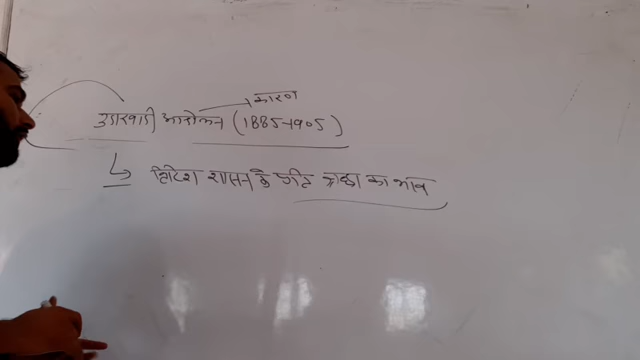 कारण
उदारवादी आन्दोलन (1885-1905)
ब्रिटिश शासन के प्रति श्रद्धा का भाव